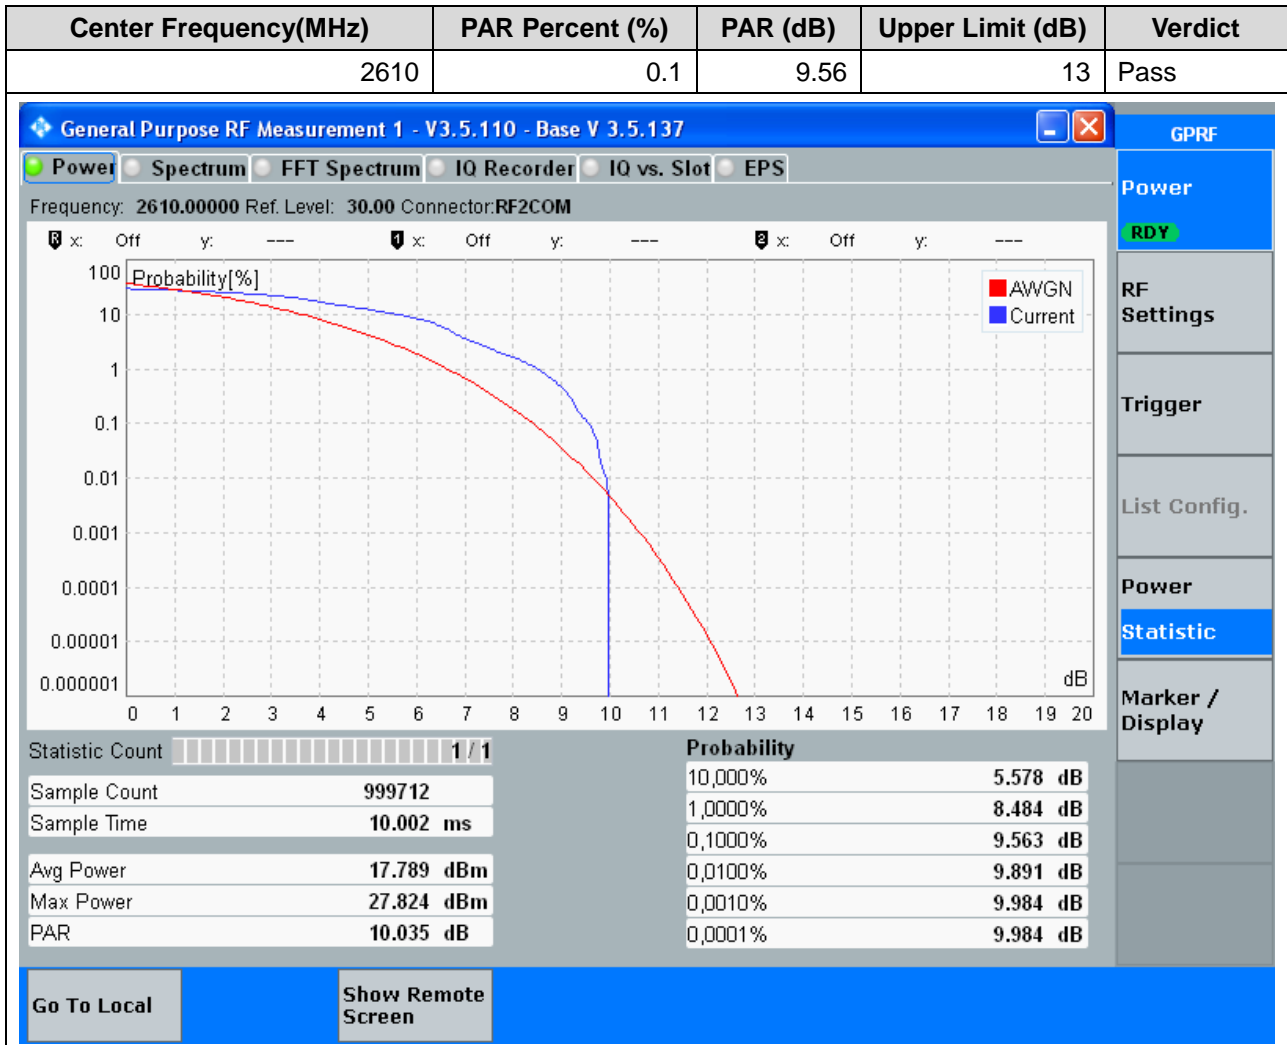 Center Frequency(MHz) PAR Percent (%) PAR (dB) Upper Limit (dB) Verdict
2610 0.1 9.56 13 Pass
General Purpose RF Measurement 1 - V3.5.110 - Base V 3.5.137
GPRF
Power Spectrum FFT Spectrum IQ Recorder IQ vs. Slot EPS
Power
RDY
Frequency: 2610.00000 Ref. Level: 30.00 Connector:RF2COM
R x: Off y: --- 1 x: Off y: --- 2 x: Off y: ---
Probability[%]
AWGN
Current
100
10
1
0.1
0.01
0.001
0.0001
0.00001
0.000001
dB
0 1 2 3 4 5 6 7 8 9 10 11 12 13 14 15 16 17 18 19 20
RF
Settings
Trigger
List Config.
Power
Statistic
Marker /
Display
Statistic Count 1 / 1
Sample Count 999712
Sample Time 10.002 ms
Avg Power 17.789 dBm
Max Power 27.824 dBm
PAR 10.035 dB
Probability
10,000% 5.578 dB
1,0000% 8.484 dB
0,1000% 9.563 dB
0,0100% 9.891 dB
0,0010% 9.984 dB
0,0001% 9.984 dB
Go To Local
Show Remote
Screen